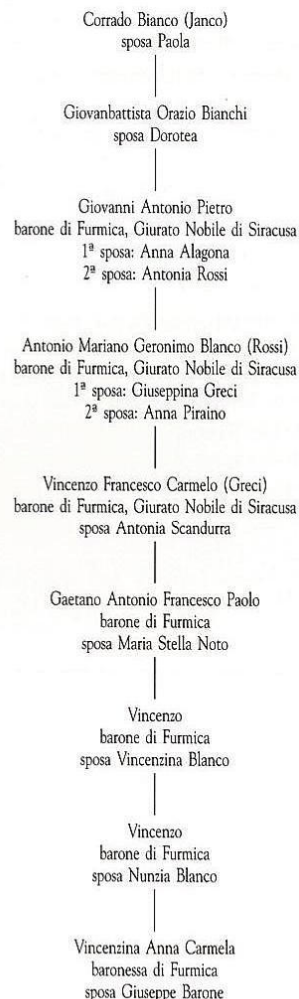 Corrado Bianco (Janco)
sposa Paola
Giovanbattista Orazio Bianchi
sposa Dorotea
Giovanni Antonio Pietro
barone di Furmica, Giurato Nobile di Siracusa
1ª sposa: Anna Alagona
2ª sposa: Antonia Rossi
Antonio Mariano Geronimo Blanco (Rossi)
barone di Furmica, Giurato Nobile di Siracusa
1ª sposa: Giuseppina Greci
2ª sposa: Anna Piraino
Vincenzo Francesco Carmelo (Greci)
barone di Furmica, Giurato Nobile di Siracusa
sposa Antonia Scandurra
Gaetano Antonio Francesco Paolo
barone di Furmica
sposa Maria Stella Noto
Vincenzo
barone di Furmica
sposa Vincenzina Blanco
Vincenzo
barone di Furmica
sposa Nunzia Blanco
Vincenzina Anna Carmela
baronessa di Furmica
sposa Giuseppe Barone